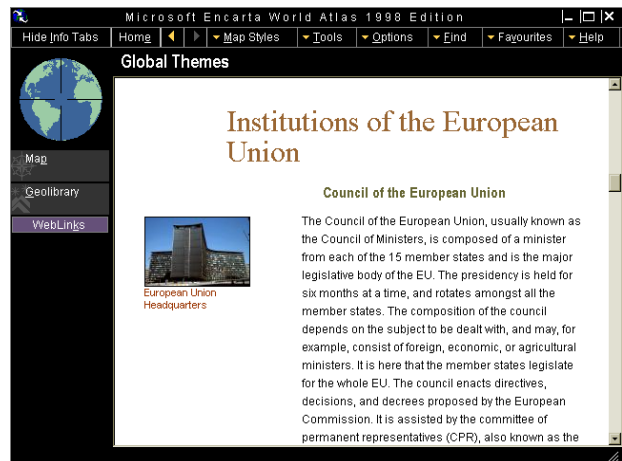 Microsoft Encarta World Atlas 1998 Edition
Hide Info Tabs Home Map Styles Tools Options Find Favourites Help
Global Themes
Map
Geolibrary
WebLinks
Institutions of the European
Union
Council of the European Union
European Union
Headquarters
The Council of the European Union, usually known as
the Council of Ministers, is composed of a minister
from each of the 15 member states and is the major
legislative body of the EU. The presidency is held for
six months at a time, and rotates amongst all the
member states. The composition of the council
depends on the subject to be dealt with, and may, for
example, consist of foreign, economic, or agricultural
ministers. It is here that the member states legislate
for the whole EU. The council enacts directives,
decisions, and decrees proposed by the European
Commission. It is assisted by the committee of
permanent representatives (CPR), also known as the